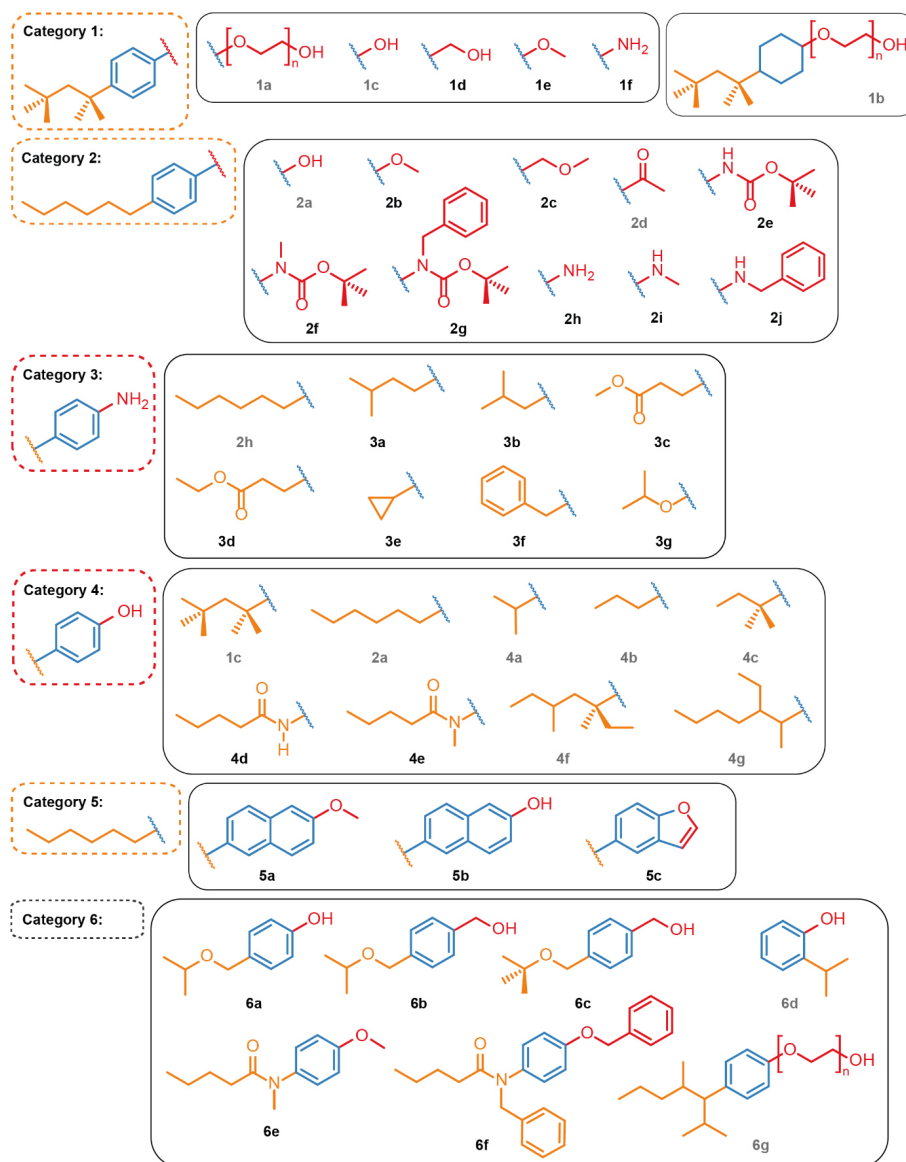 Category 1:
O OH n
1a
OH
1c
OH
1d
O
1e
NH2
1f
O OH n
1b
Category 2:
OH
2a
O
2b
O
2c
O
2d
H N O O
2e
N O O
2f
N O O
2g
NH2
2h
H N
2i
H N
2j
Category 3:
NH2
2h
3a
3b
O O
3c
O O
3d
3e
3f
O
3g
Category 4:
OH
1c
2a
4a
4b
4c
O N H
4d
O N
4e
4f
4g
Category 5:
O
5a
OH
5b
O
5c
Category 6:
O OH
6a
O OH
6b
O OH
6c
OH
6d
O N O
6e
O N O
6f
O OH n
6g